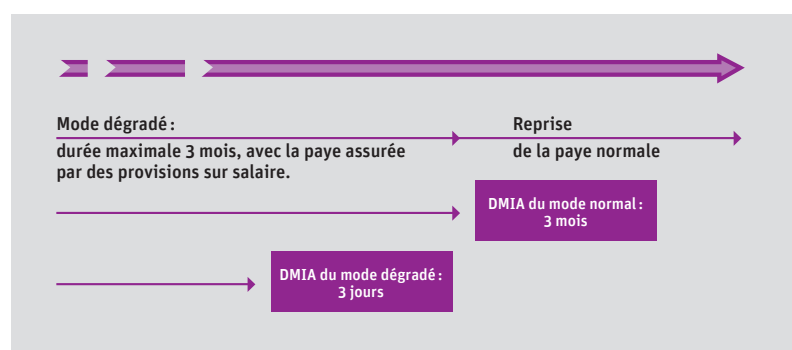 Mode dégradé :
durée maximale 3 mois, avec la paye assurée
par des provisions sur salaire.
Reprise
de la paye normale
DMIA du mode normal :
3 mois
DMIA du mode dégradé :
3 jours